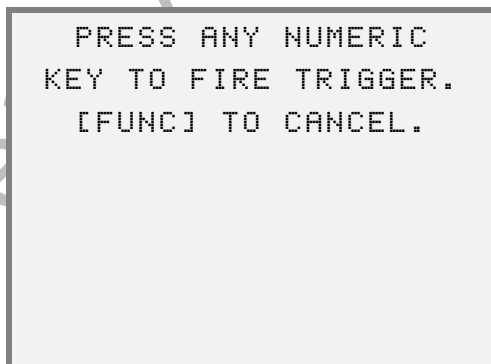 PRESS ANY NUMERIC
KEY TO FIRE TRIGGER.
[FUNC] TO CANCEL.